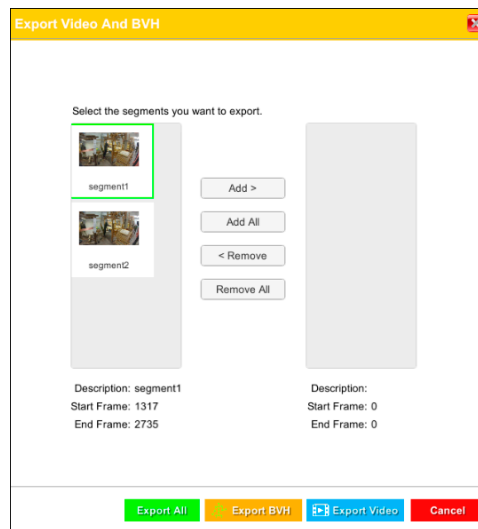 Export Video And BVH
Select the segments you want to export.
segment1
segment2
Add >
Add All
< Remove
Remove All
Description: segment1
Start Frame: 1317
End Frame: 2735
Description:
Start Frame: 0
End Frame: 0
Export All
Export BVH
Export Video
Cancel